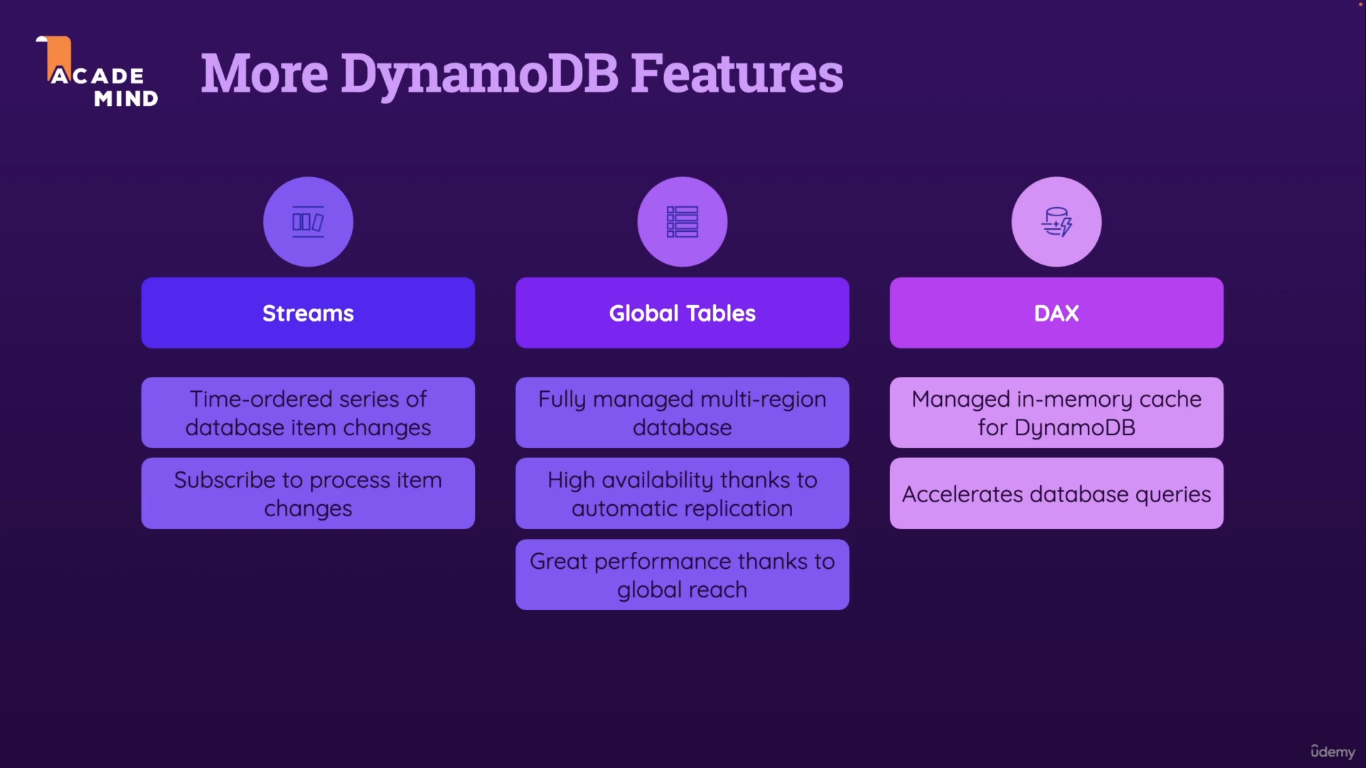 ACADE
MIND
More DynamoDB Features
Streams
Time-ordered series of
database item changes
Subscribe to process item
changes
Global Tables
Fully managed multi-region
database
High availability thanks to
automatic replication
Great performance thanks to
global reach
DAX
Managed in-memory cache
for DynamoDB
Accelerates database queries
ûdemy